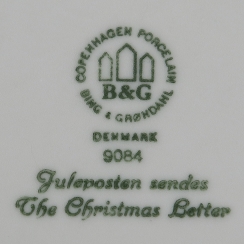 COPENHAGEN PORCELAIN
B&G
BING & GRØNDAHL
DENMARK
9084
Juleposten sendes
The Christmas Letter